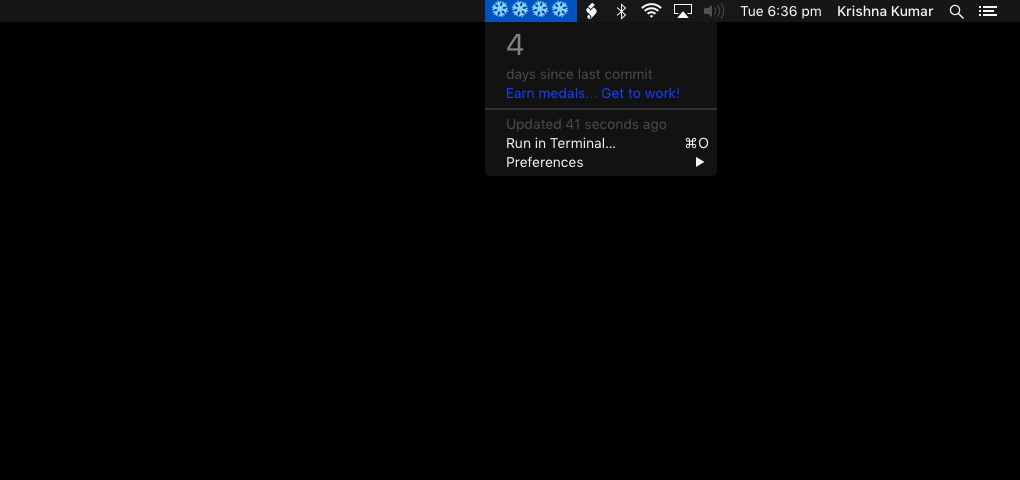 ❄❄❄❄ Tue 6:36 pm Krishna Kumar
4
days since last commit
Earn medals... Get to work!
Updated 41 seconds ago
Run in Terminal... ⌘O
Preferences ▶